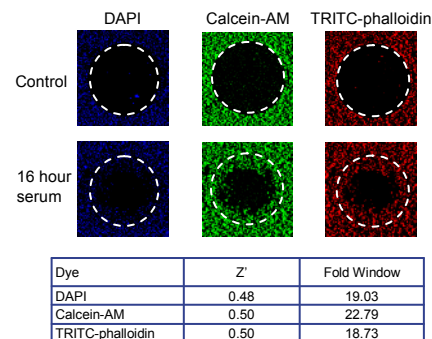 DAPI Calcein-AM TRITC-phalloidin
Control
16 hour
serum
Dye Z' Fold Window
DAPI 0.48 19.03
Calcein-AM 0.50 22.79
TRITC-phalloidin 0.50 18.73